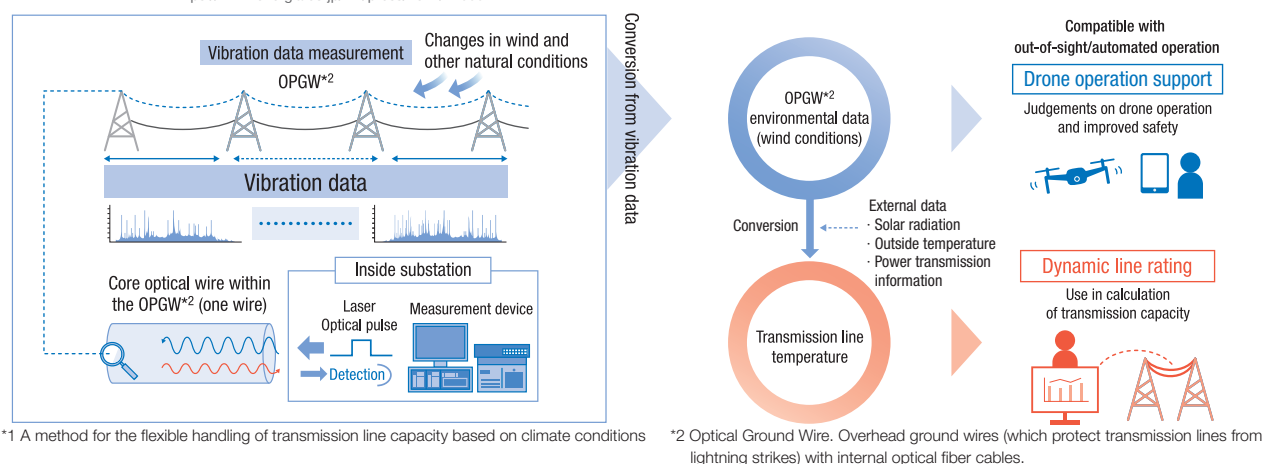 Vibration data measurement
OPGW*2
Changes in wind and
other natural conditions
Vibration data
Core optical wire within
the OPGW*2 (one wire)
Inside substation
Laser
Optical pulse
Detection
Measurement device
Conversion from vibration data
OPGW*2
environmental data
(wind conditions)
Conversion
External data
· Solar radiation
· Outside temperature
· Power transmission
information
Transmission line
temperature
Compatible with
out-of-sight/automated operation
Drone operation support
Judgements on drone operation
and improved safety
Dynamic line rating
Use in calculation
of transmission capacity
*1 A method for the flexible handling of transmission line capacity based on climate conditions
*2 Optical Ground Wire. Overhead ground wires (which protect transmission lines from
lightning strikes) with internal optical fiber cables.